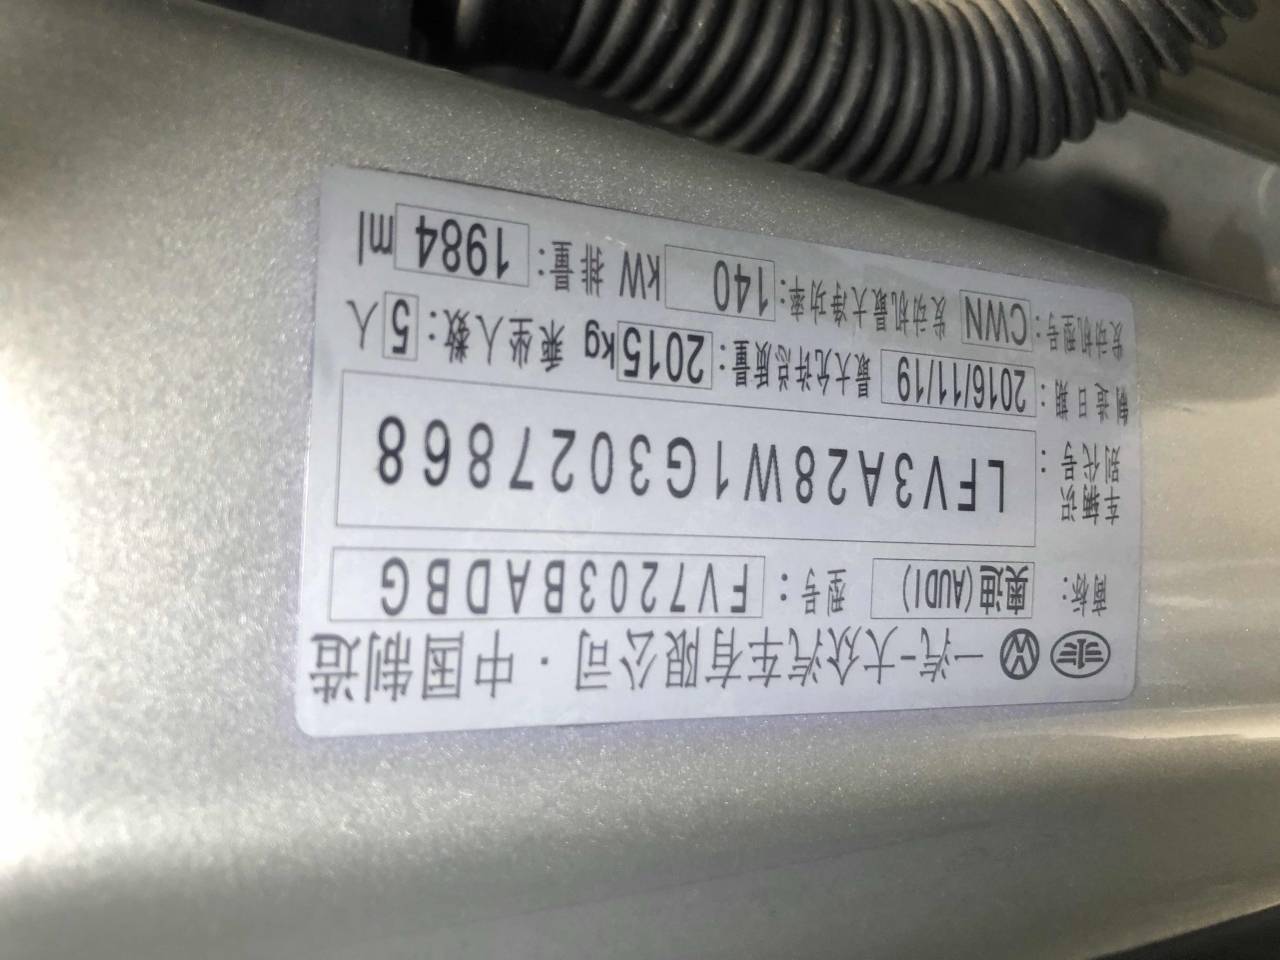 一汽-大众汽车有限公司·中国制造
商标: 奥迪(AUDI) 型号: FV7203BADBG
车辆识别代号: LFV3A28W1G3027868
制造日期: 2016/11/19 最大允许总质量: 2015kg 乘坐人数: 5人
发动机型号: CWN 发动机最大净功率: 140 kW 排量: 1984 ml